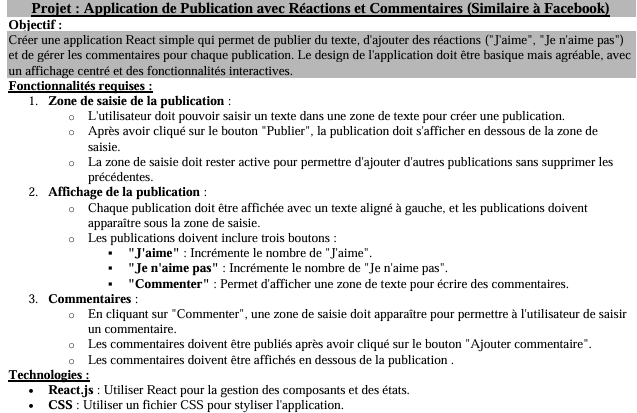 Projet : Application de Publication avec Réactions et Commentaires (Similaire à Facebook)
Objectif :
Créer une application React simple qui permet de publier du texte, d'ajouter des réactions ("J'aime", "Je n'aime pas")
et de gérer les commentaires pour chaque publication. Le design de l'application doit être basique mais agréable, avec
un affichage centré et des fonctionnalités interactives.
Fonctionnalités requises :
1. Zone de saisie de la publication :
o L'utilisateur doit pouvoir saisir un texte dans une zone de texte pour créer une publication.
o Après avoir cliqué sur le bouton "Publier", la publication doit s'afficher en dessous de la zone de
saisie.
o La zone de saisie doit rester active pour permettre d'ajouter d'autres publications sans supprimer les
précédentes.
2. Affichage de la publication :
o Chaque publication doit être affichée avec un texte aligné à gauche, et les publications doivent
apparaître sous la zone de saisie.
o Les publications doivent inclure trois boutons :
▪ "J'aime" : Incrémente le nombre de "J'aime".
▪ "Je n'aime pas" : Incrémente le nombre de "Je n'aime pas".
▪ "Commenter" : Permet d'afficher une zone de texte pour écrire des commentaires.
3. Commentaires :
o En cliquant sur "Commenter", une zone de saisie doit apparaître pour permettre à l'utilisateur de saisir
un commentaire.
o Les commentaires doivent être publiés après avoir cliqué sur le bouton "Ajouter commentaire".
o Les commentaires doivent être affichés en dessous de la publication .
Technologies :
• React.js : Utiliser React pour la gestion des composants et des états.
• CSS : Utiliser un fichier CSS pour styliser l'application.